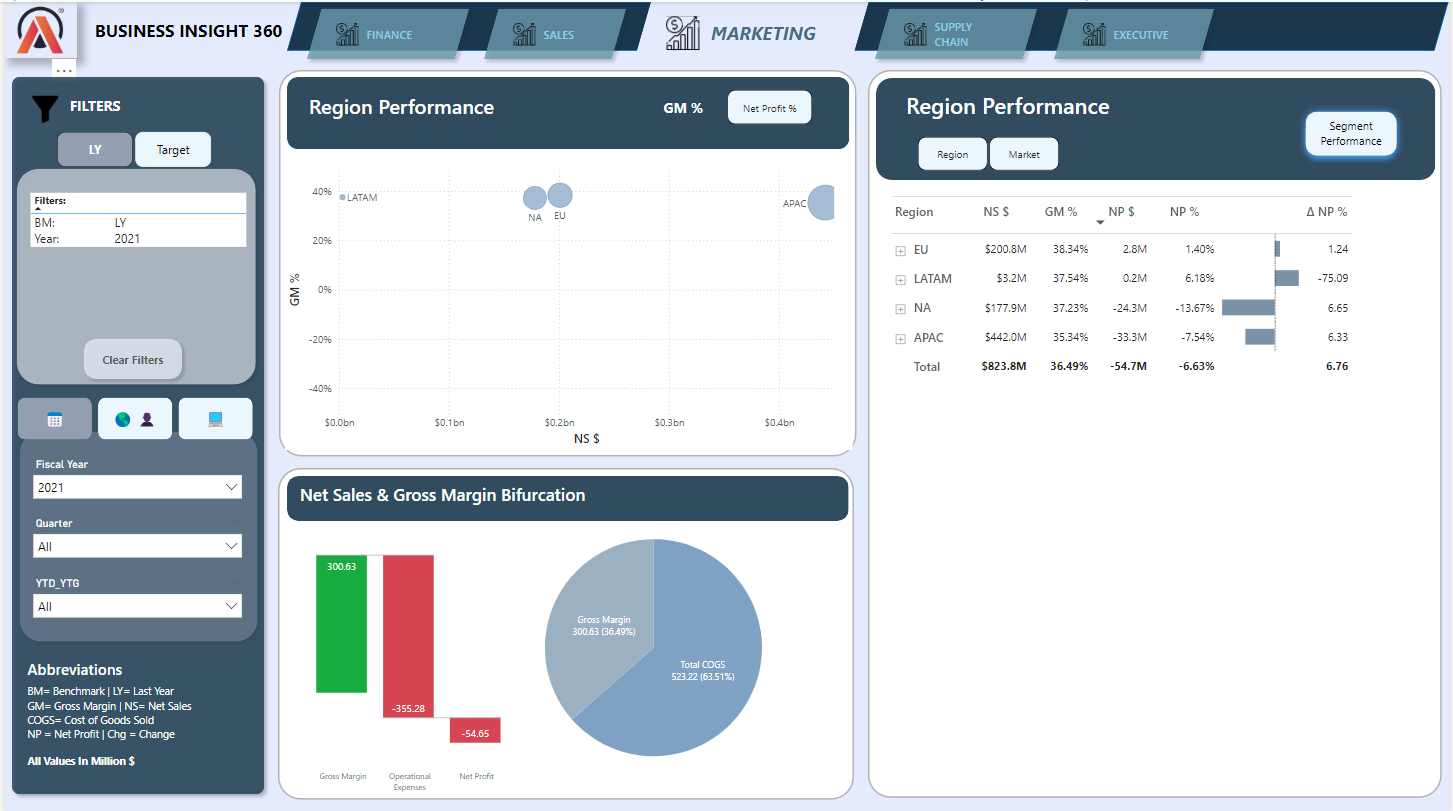 BUSINESS INSIGHT 360
FINANCE
SALES
MARKETING
SUPPLY
CHAIN
EXECUTIVE
...
FILTERS
LY
Target
Filters:
BM: LY
Year: 2021
Clear Filters
Fiscal Year
2021
Quarter
All
YTD_YTG
All
Abbreviations
BM= Benchmark | LY= Last Year
GM= Gross Margin | NS= Net Sales
COGS= Cost of Goods Sold
NP = Net Profit | Chg = Change
All Values In Million $
Region Performance
GM %
Net Profit %
40%
20%
0%
-20%
-40%
GM %
LATAM
NA
EU
APAC
$0.0bn
$0.1bn
$0.2bn
$0.3bn
$0.4bn
NS $
Net Sales & Gross Margin Bifurcation
300.63
-355.28
-54.65
Gross Margin
Operational
Expenses
Net Profit
Gross Margin
300.63 (36.49%)
Total COGS
523.22 (63.51%)
Region Performance
Segment
Performance
Region
Market
Region NS $ GM % NP $ NP % Δ NP %
EU $200.8M 38.34% 2.8M 1.40% 1.24
LATAM $3.2M 37.54% 0.2M 6.18% -75.09
NA $177.9M 37.23% -24.3M -13.67% 6.65
APAC $442.0M 35.34% -33.3M -7.54% 6.33
Total $823.8M 36.49% -54.7M -6.63% 6.76